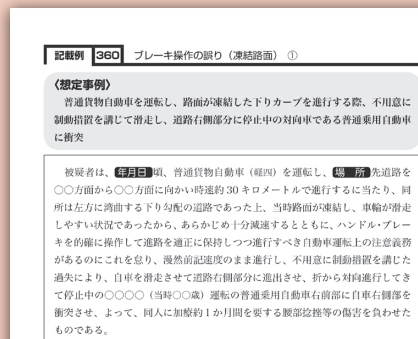 記載例 360 ブレーキ操作の誤り（凍結路面） ①
〈想定事例〉
普通貨物自動車を運転し、路面が凍結した下りカーブを進行する際、不用意に
制動措置を講じて滑走し、道路右側部分に停止中の対向車である普通乗用自動車
に衝突
被疑者は、年月日頃、普通貨物自動車（軽四）を運転し、場所先道路を
○○方面から○○方面に向かい時速約30キロメートルで進行するに当たり、同
所は左方に湾曲する下り勾配の道路であった上、当時路面が凍結し、車輪が滑走
しやすい状況であったから、あらかじめ十分減速するとともに、ハンドル・ブレー
キを的確に操作して進路を適正に保持しつつ進行すべき自動車運転上の注意義務
があるのにこれを怠り、漫然前記速度のまま進行し、不用意に制動措置を講じた
過失により、自車を滑走させて道路右側部分に進出させ、折から対向進行してき
て停止中の○○○○（当時○○歳）運転の普通乗用自動車右前部に自車右側部を
衝突させ、よって、同人に加療約1か月間を要する腰部捻挫等の傷害を負わせた
ものである。